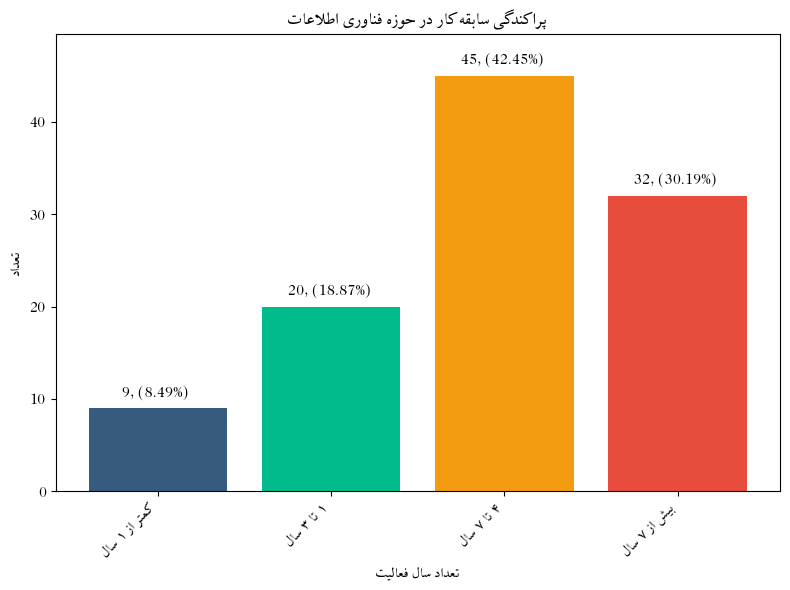 پراکندگی سابقه کار در حوزه فناوری اطلاعات
45, (42.45%)
32, (30.19%)
20, (18.87%)
9, (8.49%)
40
30
20
10
0
تعداد
کمتر از ۱ سال
۱ تا ۳ سال
۴ تا ۷ سال
بیش از ۷ سال
تعداد سال فعالیت